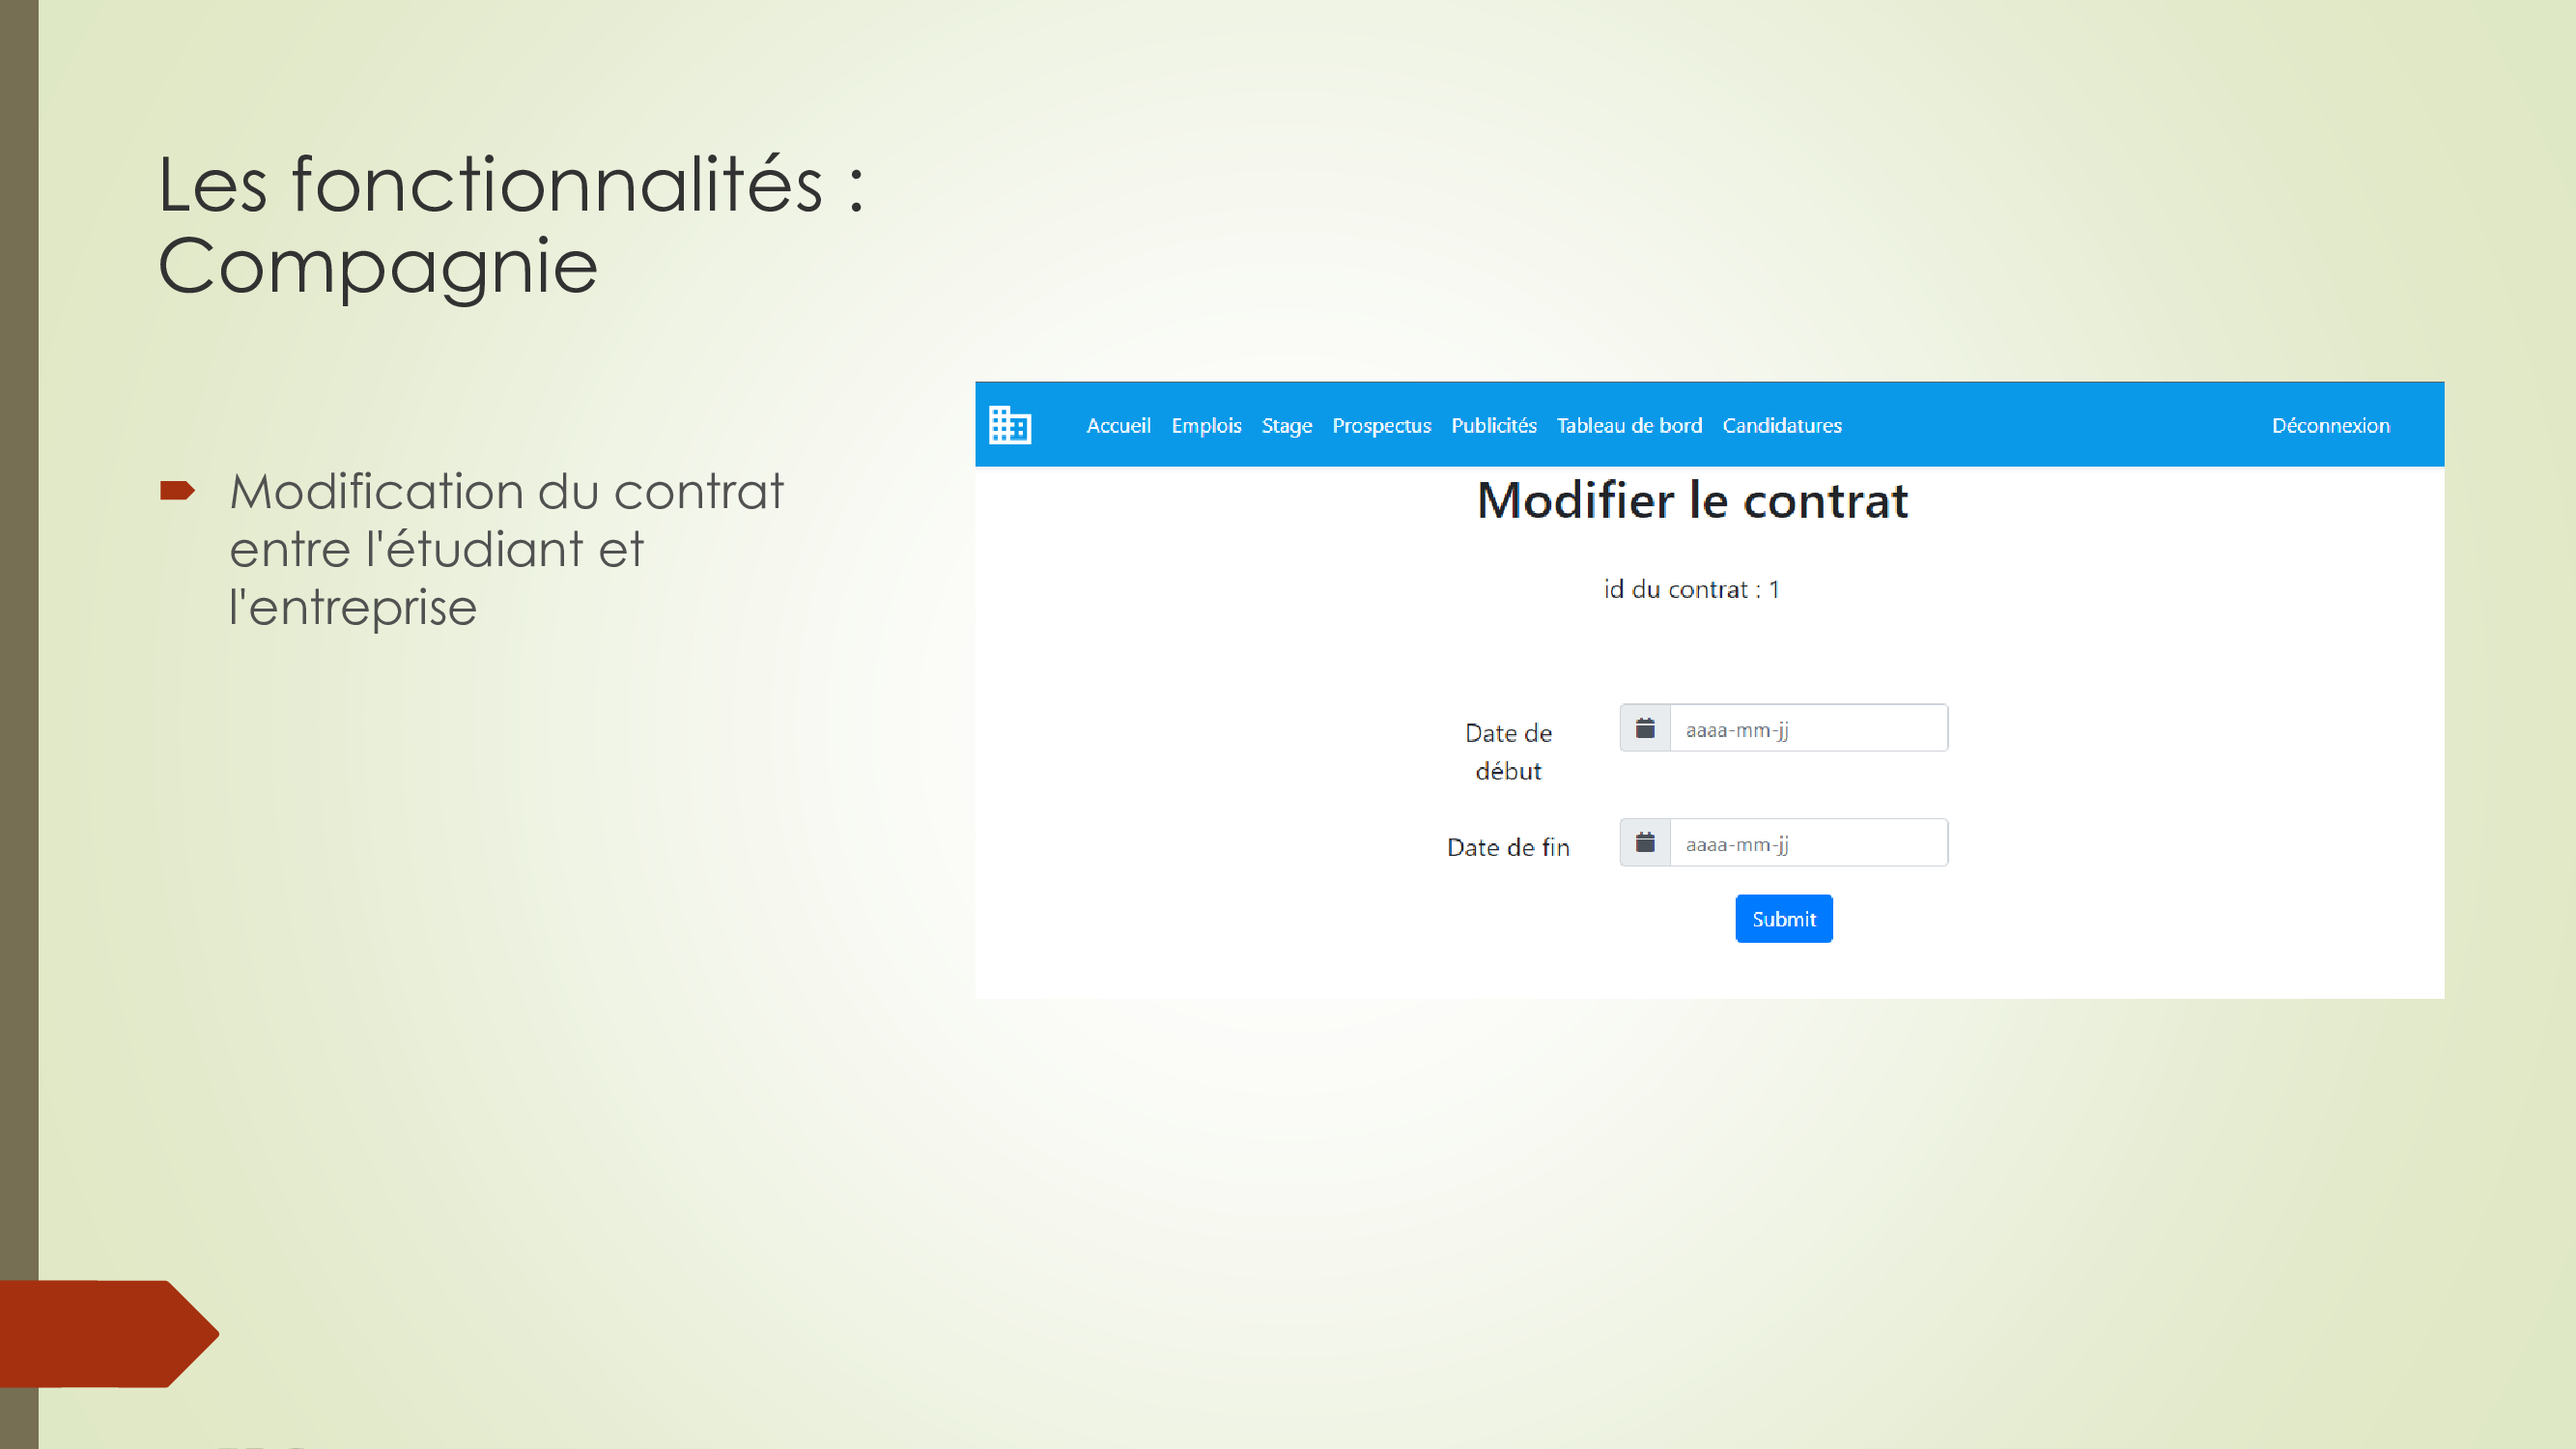 Les fonctionnalités :
Compagnie
Modification du contrat
entre l'étudiant et
l'entreprise
Accueil Emplois Stage Prospectus Publicités Tableau de bord Candidatures Déconnexion
Modifier le contrat
id du contrat : 1
Date de
début
aaaa-mm-jj
Date de fin
aaaa-mm-jj
Submit